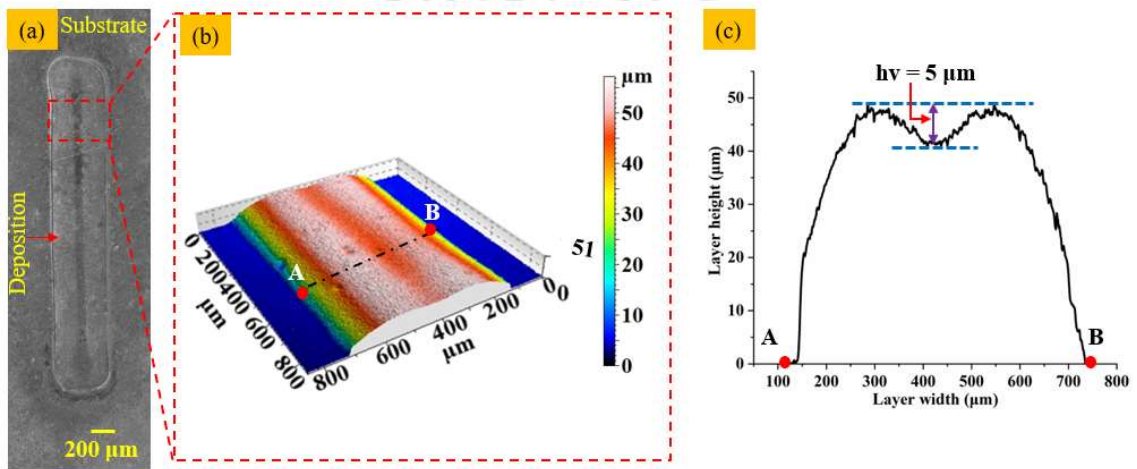 (a)
Substrate
Deposition
200 μm
(b)
μm
50
40
30
20
10
0
51
A
B
0
200
400
600
800
μm
800
600
400
200
0
0
μm
(c)
hv = 5 μm
Layer height (μm)
60
50
40
30
20
10
0
A
B
100 200 300 400 500 600 700 800
Layer width (μm)